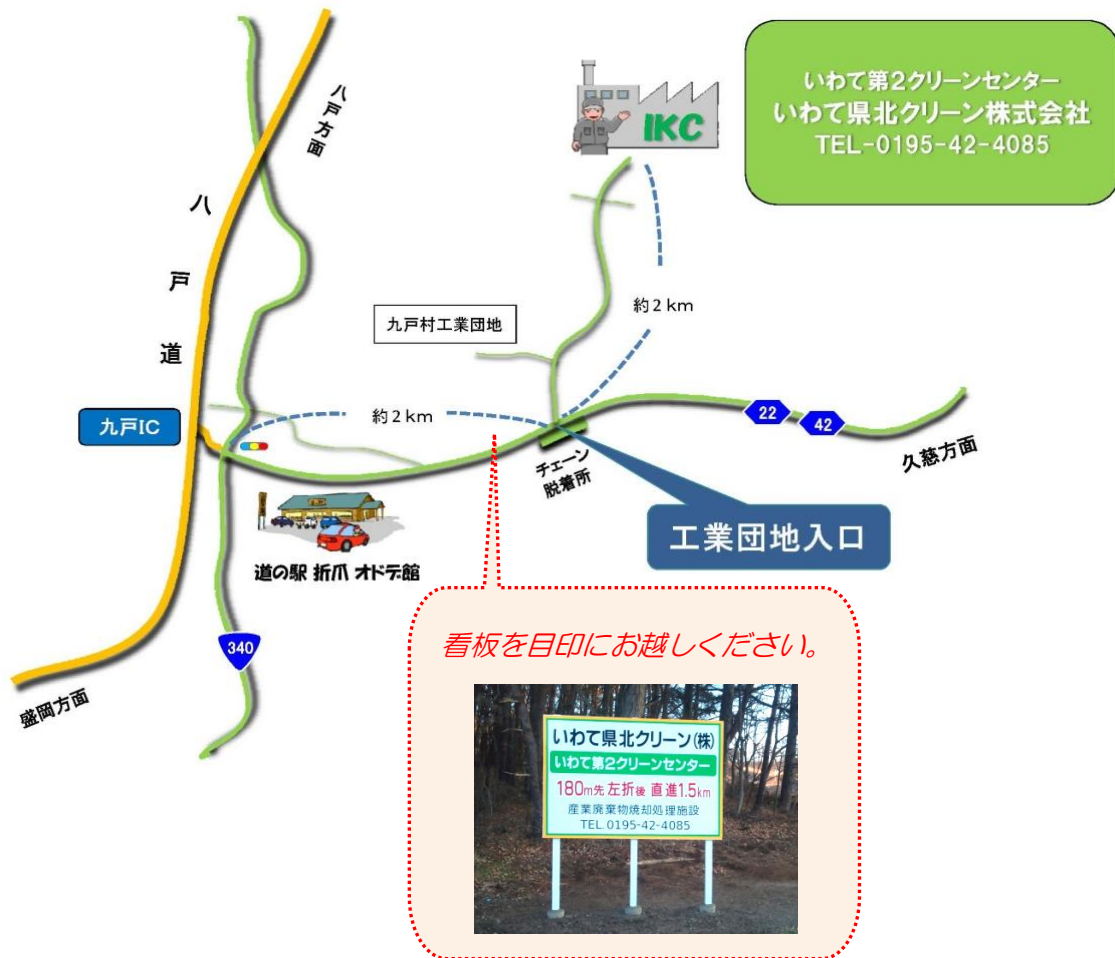 いわて第2クリーンセンター
いわて県北クリーン株式会社
TEL-0195-42-4085
IKC
八戸方面
八戸道
約2km
九戸村工業団地
九戸IC
約2km
22
42
久慈方面
チェーン
脱着所
工業団地入口
道の駅 折爪 オドデ館
340
盛岡方面
看板を目印にお越しください。
いわて県北クリーン(株)
いわて第2クリーンセンター
180m先 左折後 直進1.5km
産業廃棄物焼却処理施設
TEL.0195-42-4085